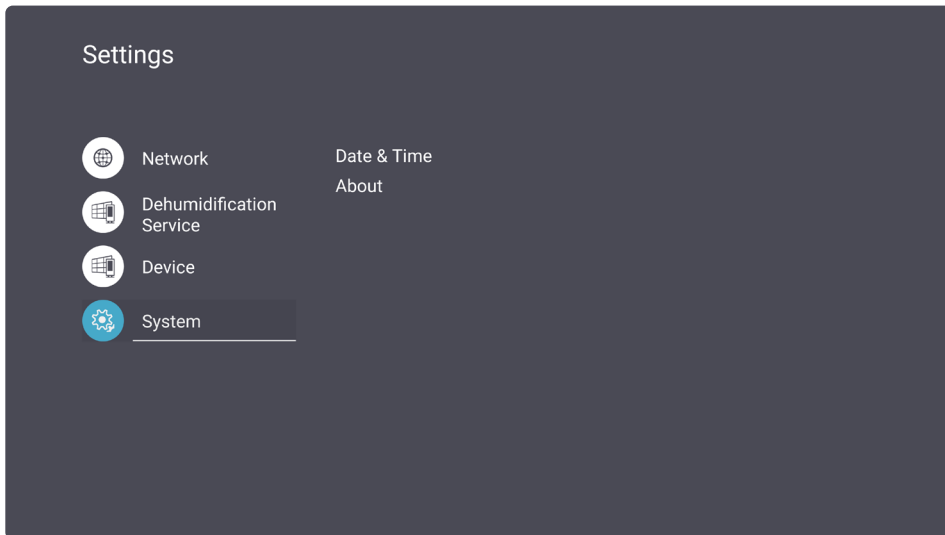 Settings
Network
Dehumidification
Service
Device
System
Date & Time
About